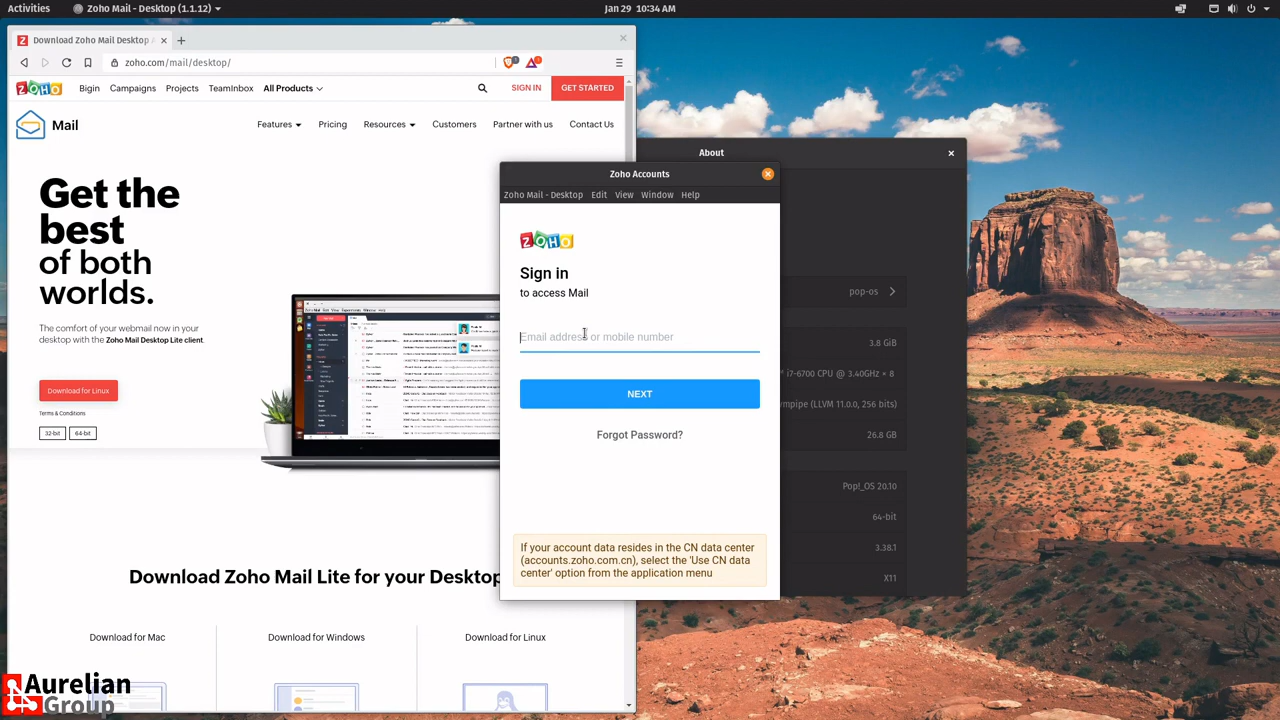 Activities
Zoho Mail - Desktop (1.1.12)
Jan 29 10:34 AM
Download Zoho Mail Desktop
zoho.com/mail/desktop/
ZOHO
Bigin
Campaigns
Projects
TeamInbox
All Products
SIGN IN
GET STARTED
Mail
Features
Pricing
Resources
Customers
Partner with us
Contact Us
Get the
best
of both
worlds.
The comfort of your webmail now in your
desktop with the Zoho Mail Desktop Lite client.
Download for Linux
Terms & Conditions
32-bit
64-bit
Download Zoho Mail Lite for your Desktop
Download for Mac
Download for Windows
Download for Linux
Zoho Accounts
Zoho Mail - Desktop
Edit
View
Window
Help
ZOHO
Sign in
to access Mail
Email address or mobile number
NEXT
Forgot Password?
If your account data resides in the CN data center
(accounts.zoho.com.cn), select the 'Use CN data
center' option from the application menu
About
pop-os
3.8 GiB
i7-6700 CPU @ 3.40GHz × 8
mpipe (LLVM 11.0.0, 256 bits)
26.8 GB
Pop!_OS 20.10
64-bit
3.38.1
X11
Aurelian
Group